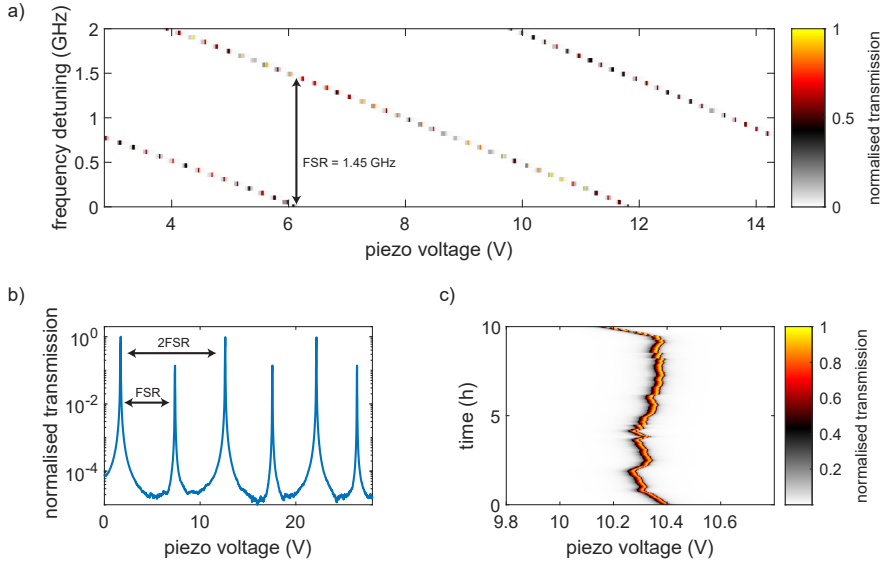 a)
frequency detuning (GHz)
2
1.5
1
0.5
0
FSR = 1.45 GHz
4 6 8 10 12 14
piezo voltage (V)
1
0.5
0
normalised transmission
b)
normalised transmission
10^0
10^-2
10^-4
2FSR
FSR
0 10 20
piezo voltage (V)
c)
time (h)
10
5
0
9.8 10 10.2 10.4 10.6
piezo voltage (V)
1
0.8
0.6
0.4
0.2
normalised transmission